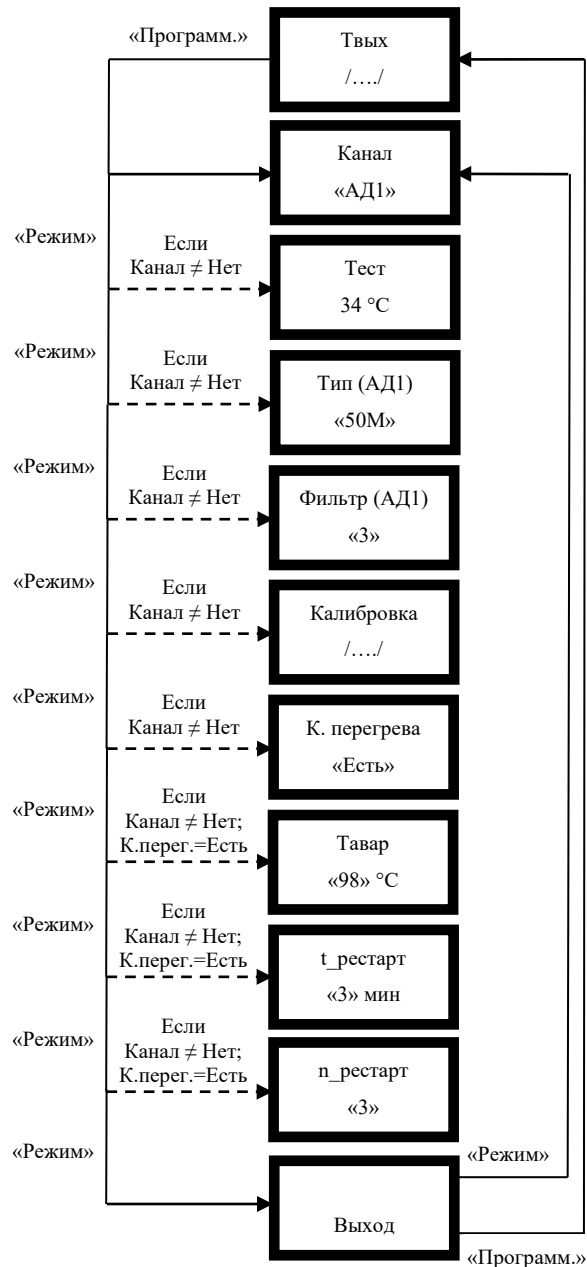 «Программ.»
Твых
/…./
Канал
«АД1»
«Режим»
Если
Канал ≠ Нет
Тест
34 °C
«Режим»
Если
Канал ≠ Нет
Тип (АД1)
«50М»
«Режим»
Если
Канал ≠ Нет
Фильтр (АД1)
«3»
«Режим»
Если
Канал ≠ Нет
Калибровка
/…./
«Режим»
Если
Канал ≠ Нет
К. перегрева
«Есть»
«Режим»
Если
Канал ≠ Нет;
К.перег.=Есть
Тавар
«98» °C
«Режим»
Если
Канал ≠ Нет;
К.перег.=Есть
t_рестарт
«3» мин
«Режим»
Если
Канал ≠ Нет;
К.перег.=Есть
n_рестарт
«3»
«Режим»
Выход
«Режим»
«Программ.»